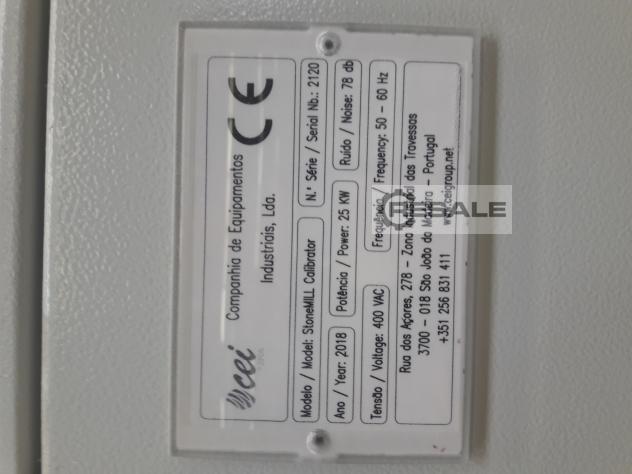 cei
Companhia de Equipamentos
Industriais, Lda.
CE
Modelo / Model: StoneMILL Calibrator
N.º Série / Serial Nb.: 2120
Ano / Year: 2018
Potência / Power: 25 KW
Ruído / Noise: 78 db
Tensão / Voltage: 400 VAC
Frequência / Frequency: 50 - 60 Hz
Rua dos Açores, 278 - Zona Industrial das Travessas
3700 - 018 São João da Madeira - Portugal
+351 256 831 411
www.ceigroup.net